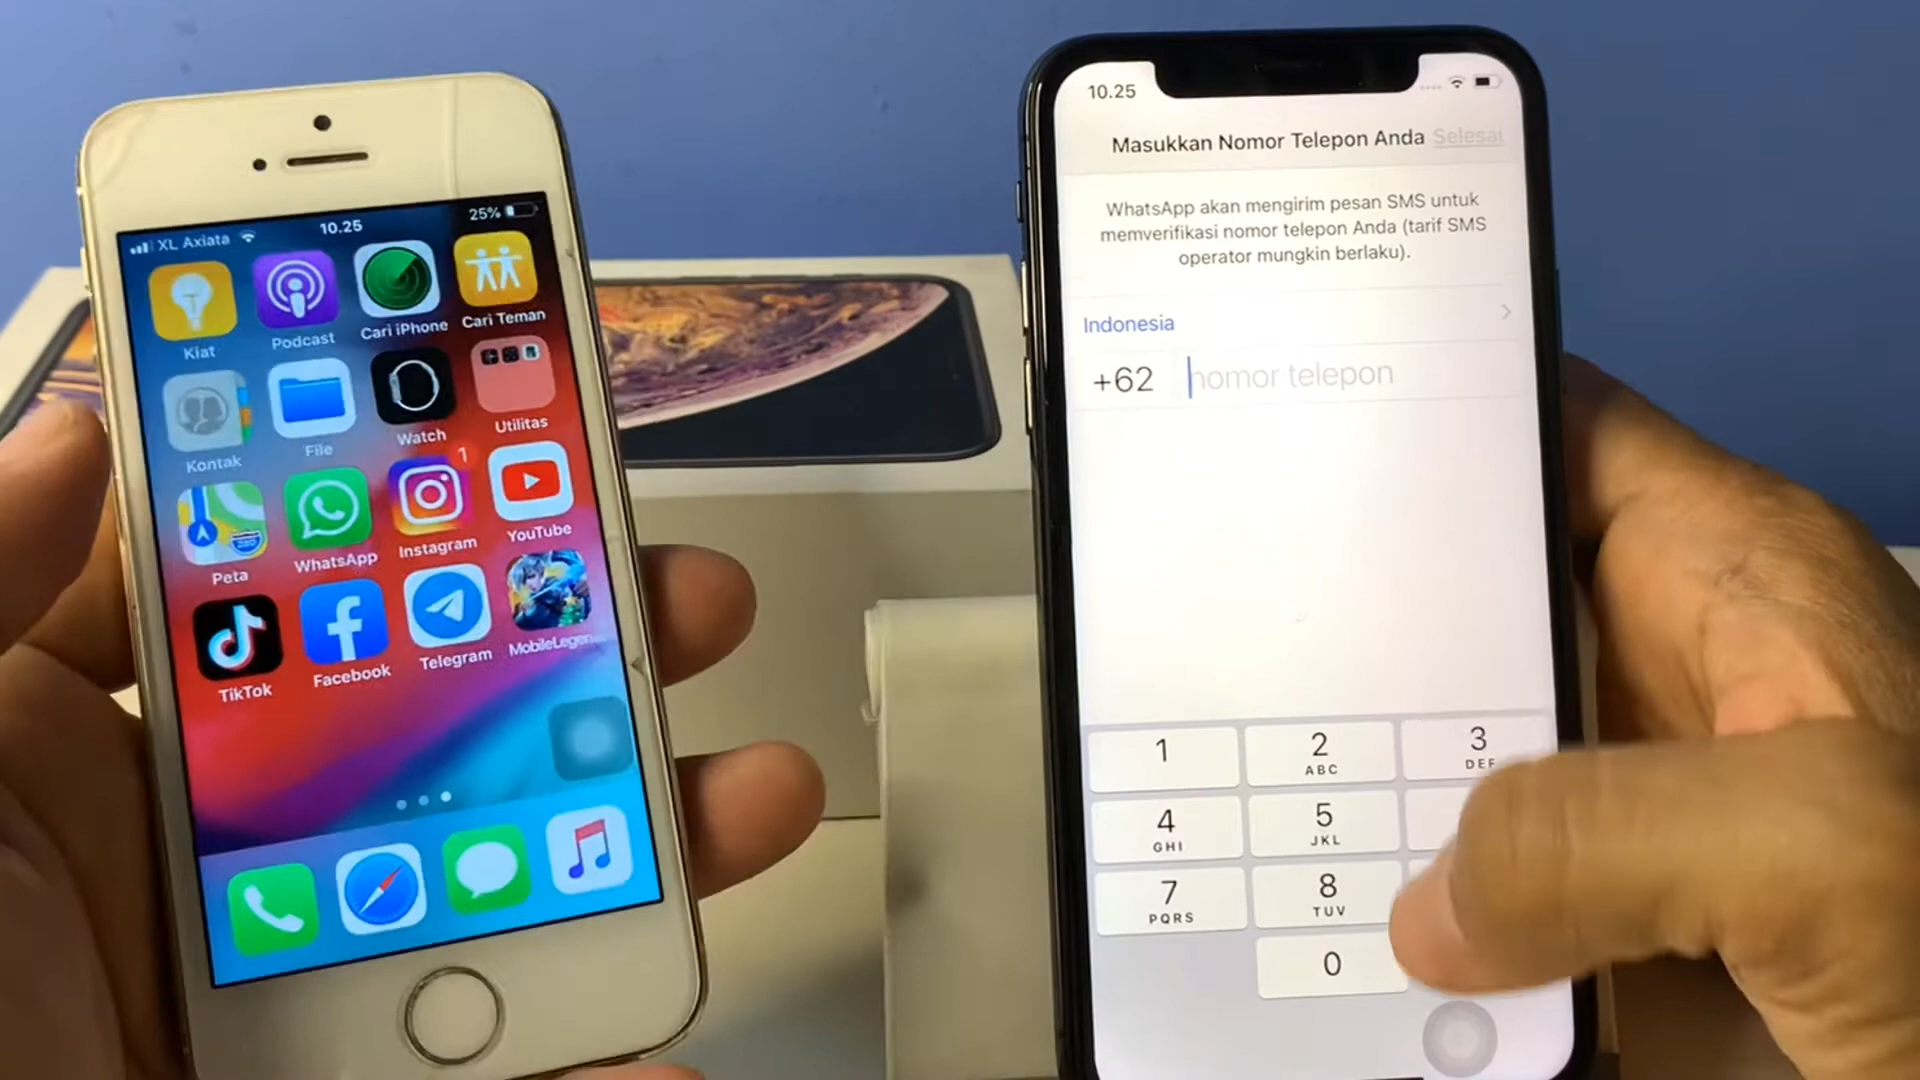 XL Axiata
10.25
25%
Kiat
Podcast
Cari iPhone
Cari Teman
Kontak
File
Watch
Utilitas
Peta
WhatsApp
1
Instagram
YouTube
280
TikTok
Facebook
Telegram
MobileLegen...
10.25
Masukkan Nomor Telepon Anda
Selesai
WhatsApp akan mengirim pesan SMS untuk
memverifikasi nomor telepon Anda (tarif SMS
operator mungkin berlaku).
Indonesia
+62 nomor telepon
1
2
ABC
3
DEF
4
GHI
5
JKL
7
PQRS
8
TUV
0